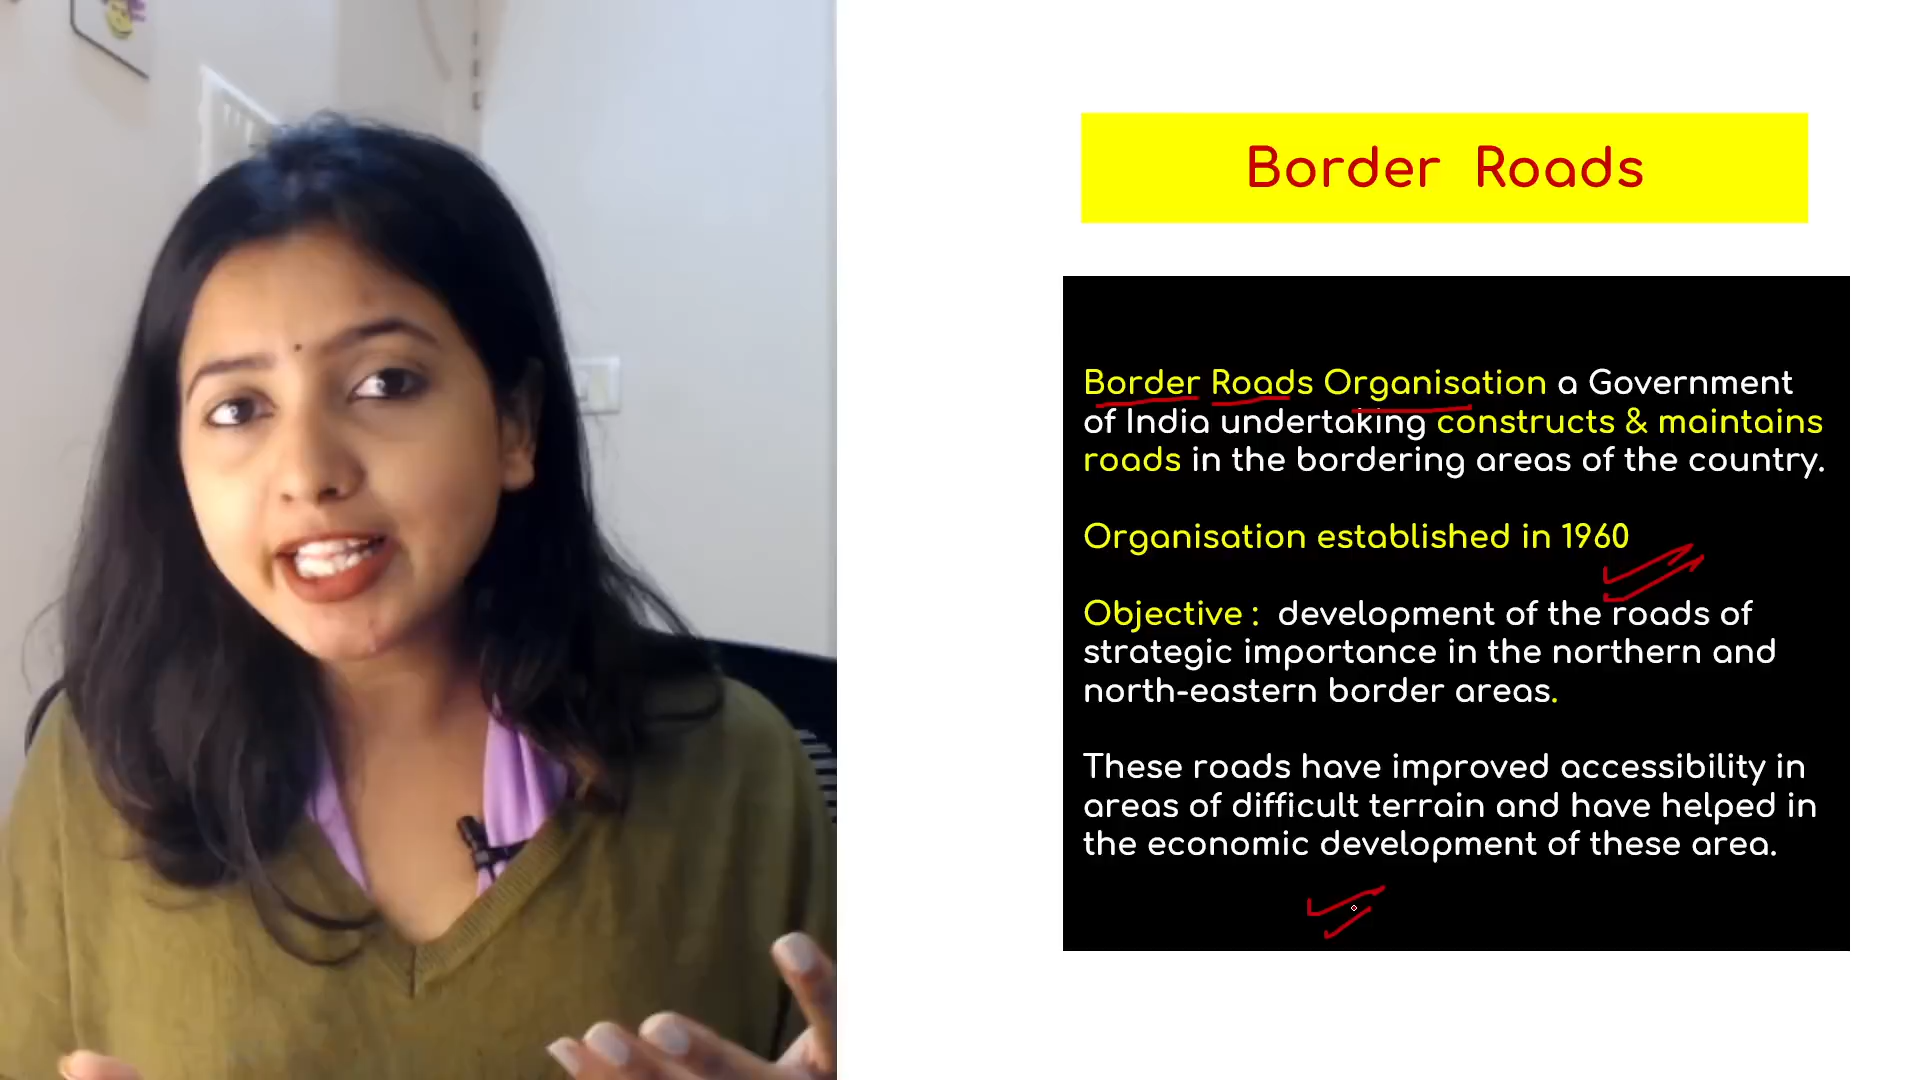 Border Roads
Border Roads Organisation a Government
of India undertaking constructs & maintains
roads in the bordering areas of the country.
Organisation established in 1960
Objective : development of the roads of
strategic importance in the northern and
north-eastern border areas.
These roads have improved accessibility in
areas of difficult terrain and have helped in
the economic development of these area.